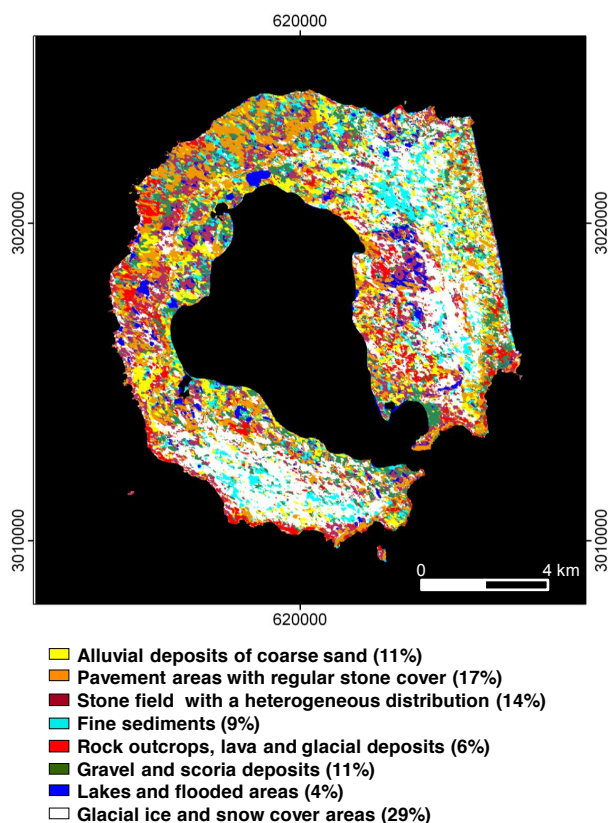 620000
3020000
3020000
3010000
3010000
0
4 km
620000
Alluvial deposits of coarse sand (11%)
Pavement areas with regular stone cover (17%)
Stone field with a heterogeneous distribution (14%)
Fine sediments (9%)
Rock outcrops, lava and glacial deposits (6%)
Gravel and scoria deposits (11%)
Lakes and flooded areas (4%)
Glacial ice and snow cover areas (29%)